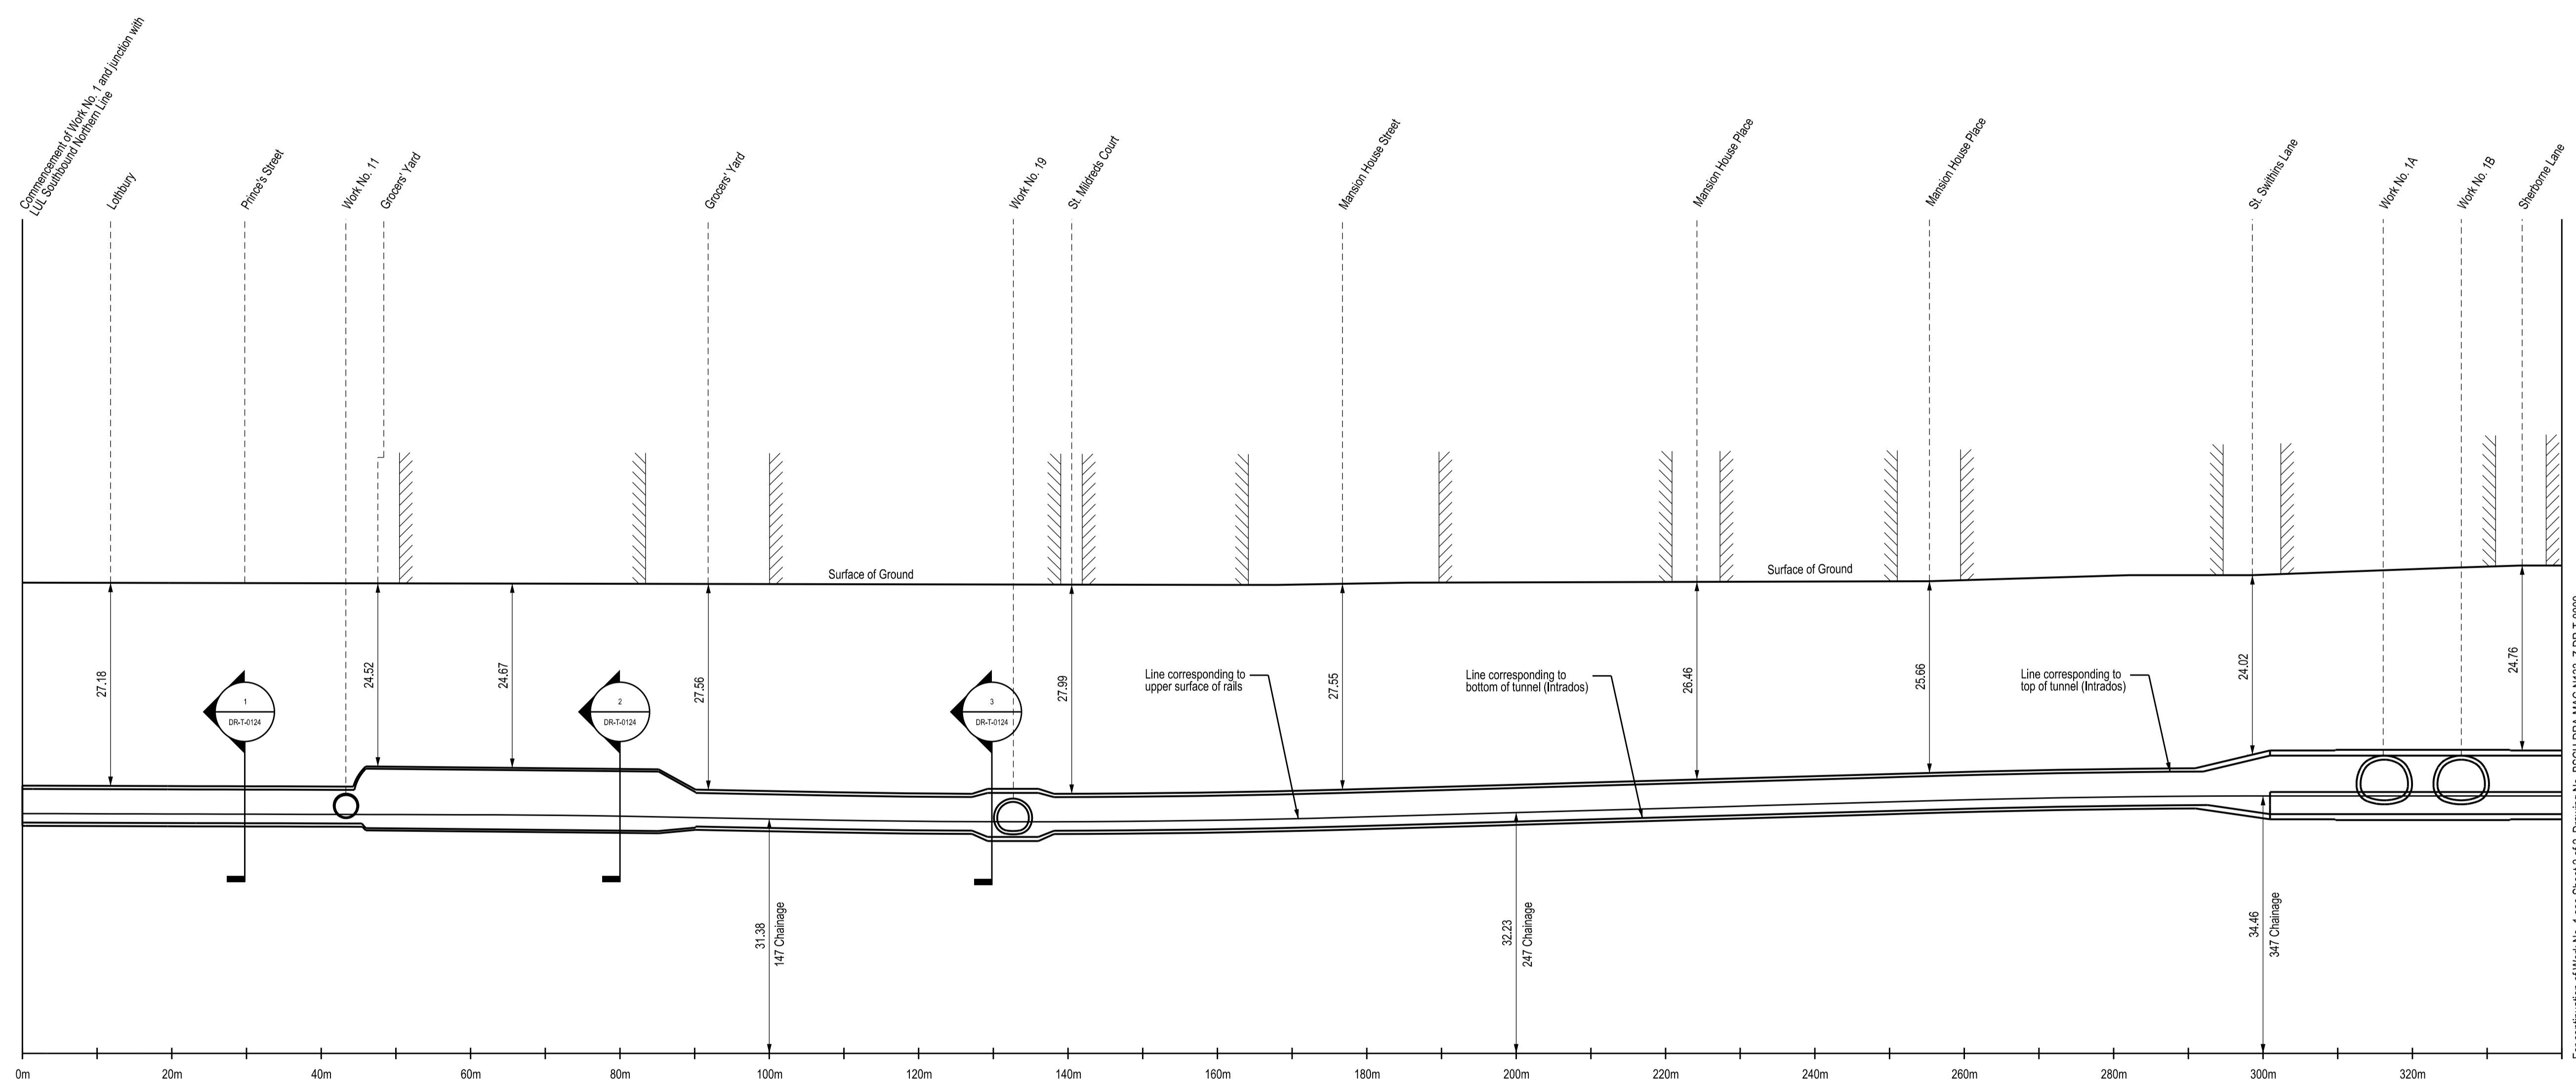 Commencement of Work No. 1 and junction with
LUL Southbound Northern Line
Lothbury
Prince's Street
Work No. 11
Grocers' Yard
Grocers' Yard
Work No. 19
St. Mildreds Court
Mansion House Street
Mansion House Place
Mansion House Place
St. Swithins Lane
Work No. 1A
Work No. 1B
Sherborne Lane
Surface of Ground
Surface of Ground
27.18
24.52
24.67
27.56
27.99
27.55
26.46
25.66
24.02
24.76
1
DR-T-0124
2
DR-T-0124
3
DR-T-0124
Line corresponding to
upper surface of rails
Line corresponding to
bottom of tunnel (Intrados)
Line corresponding to
top of tunnel (Intrados)
31.38
147 Chainage
32.23
247 Chainage
34.46
347 Chainage
0m
20m
40m
60m
80m
100m
120m
140m
160m
180m
200m
220m
240m
260m
280m
300m
320m